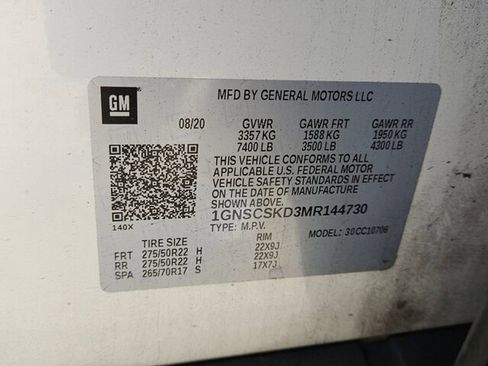 GM
MFD BY GENERAL MOTORS LLC
08/20 GVWR GAWR FRT GAWR RR
3357 KG 1588 KG 1950 KG
7400 LB 3500 LB 4300 LB
THIS VEHICLE CONFORMS TO ALL
APPLICABLE U.S. FEDERAL MOTOR
VEHICLE SAFETY STANDARDS IN
EFFECT ON THE DATE OF
MANUFACTURE SHOWN ABOVE.
1GNSCSKD3MR144730
140X TYPE: M.P.V. MODEL: 30CC10706
TIRE SIZE RIM
FRT 275/50R22 H 22X9J
RR 275/50R22 H 22X9J
SPA 265/70R17 S 17X7J